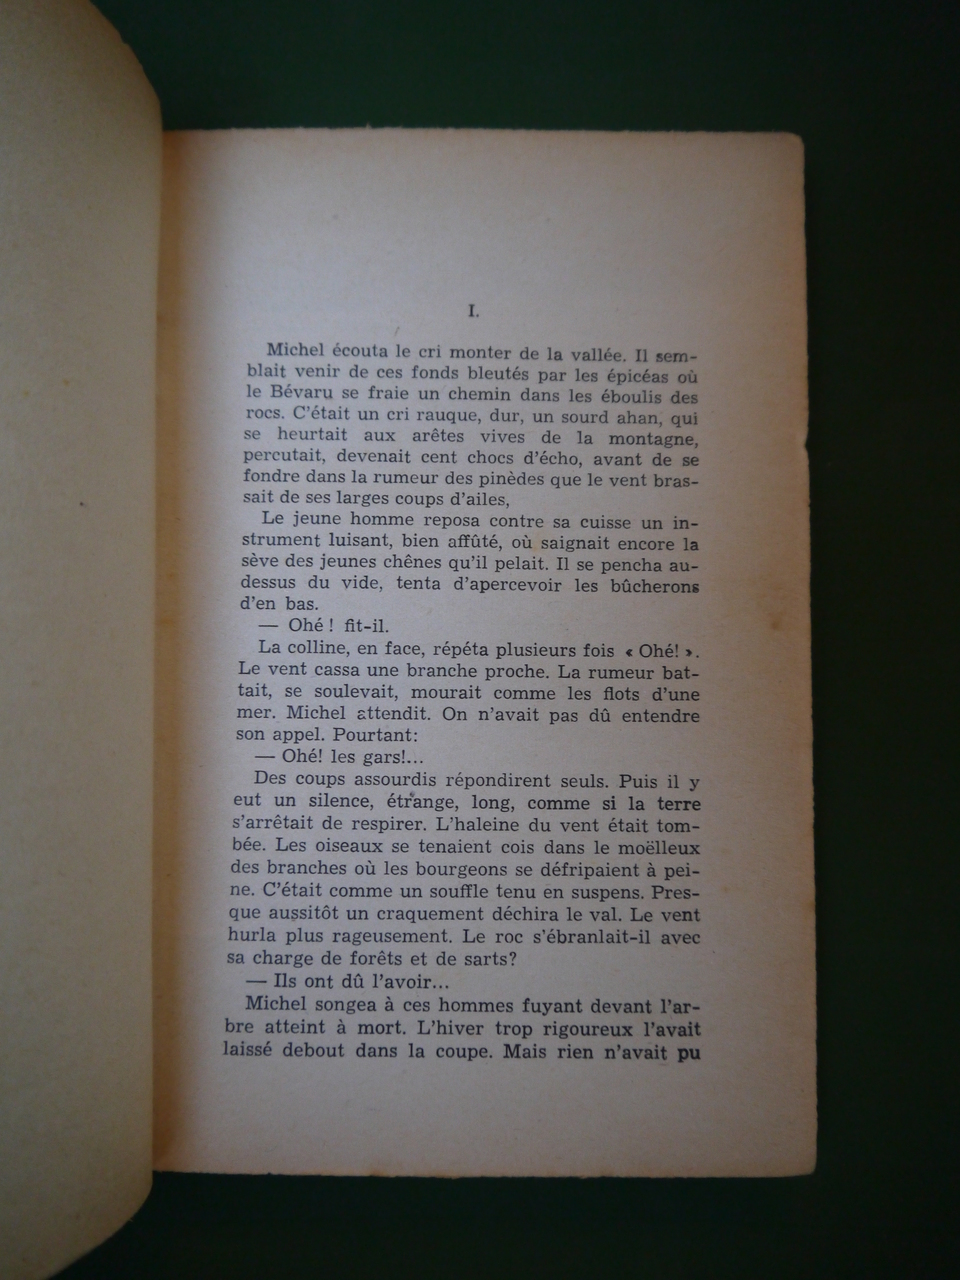 I.
Michel écouta le cri monter de la vallée. Il sem-
blait venir de ces fonds bleutés par les épicéas où
le Bévaru se fraie un chemin dans les éboulis des
rocs. C'était un cri rauque, dur, un sourd ahan, qui
se heurtait aux arêtes vives de la montagne,
percutait, devenait cent chocs d'écho, avant de se
fondre dans la rumeur des pinèdes que le vent bras-
sait de ses larges coups d'ailes,
Le jeune homme reposa contre sa cuisse un in-
strument luisant, bien affûté, où saignait encore la
sève des jeunes chênes qu'il pelait. Il se pencha au-
dessus du vide, tenta d'apercevoir les bûcherons
d'en bas.
— Ohé ! fit-il.
La colline, en face, répéta plusieurs fois « Ohé! ».
Le vent cassa une branche proche. La rumeur bat-
tait, se soulevait, mourait comme les flots d'une
mer. Michel attendit. On n'avait pas dû entendre
son appel. Pourtant:
— Ohé! les gars!...
Des coups assourdis répondirent seuls. Puis il y
eut un silence, étrange, long, comme si la terre
s'arrêtait de respirer. L'haleine du vent était tom-
bée. Les oiseaux se tenaient cois dans le moëlleux
des branches où les bourgeons se défripaient à pei-
ne. C'était comme un souffle tenu en suspens. Pres-
que aussitôt un craquement déchira le val. Le vent
hurla plus rageusement. Le roc s'ébranlait-il avec
sa charge de forêts et de sarts?
— Ils ont dû l'avoir...
Michel songea à ces hommes fuyant devant l'ar-
bre atteint à mort. L'hiver trop rigoureux l'avait
laissé debout dans la coupe. Mais rien n'avait pu